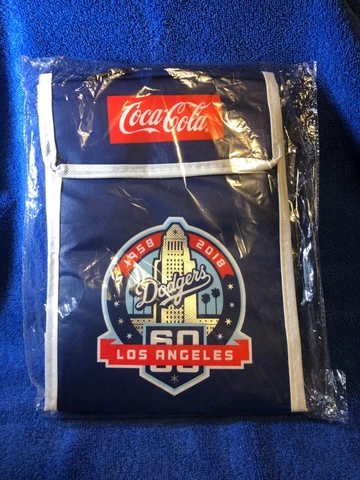 Coca-Cola
1958 2018
Dodgers
60
LOS ANGELES